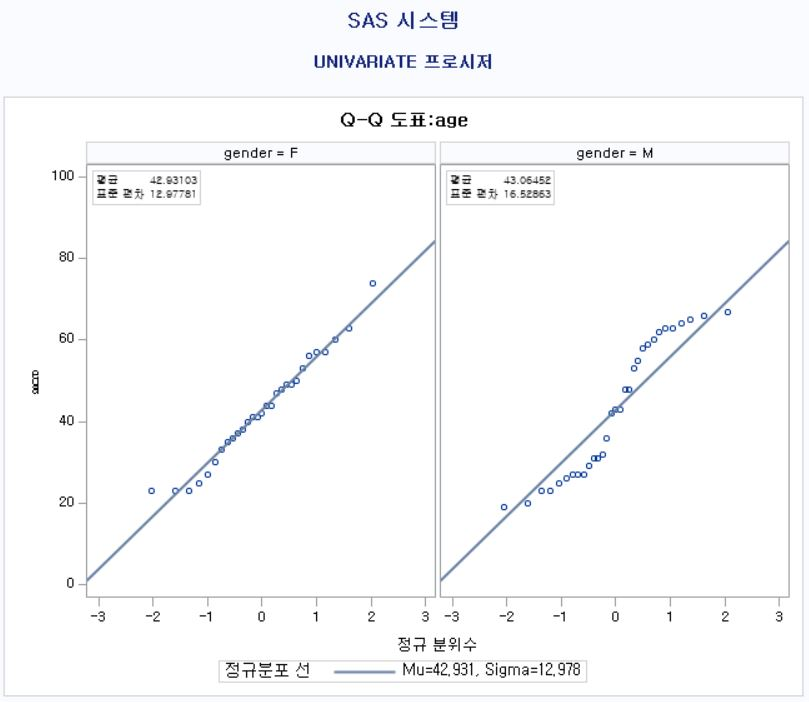 SAS 시스템
UNIVARIATE 프로시저
Q-Q 도표:age
gender = F
gender = M
평균 42.93103
표준 편차 12.97781
평균 43.06452
표준 편차 16.52863
100
80
60
40
20
0
age
-3 -2 -1 0 1 2 3
-3 -2 -1 0 1 2 3
정규 분위수
정규분포 선 Mu=42,931, Sigma=12,978